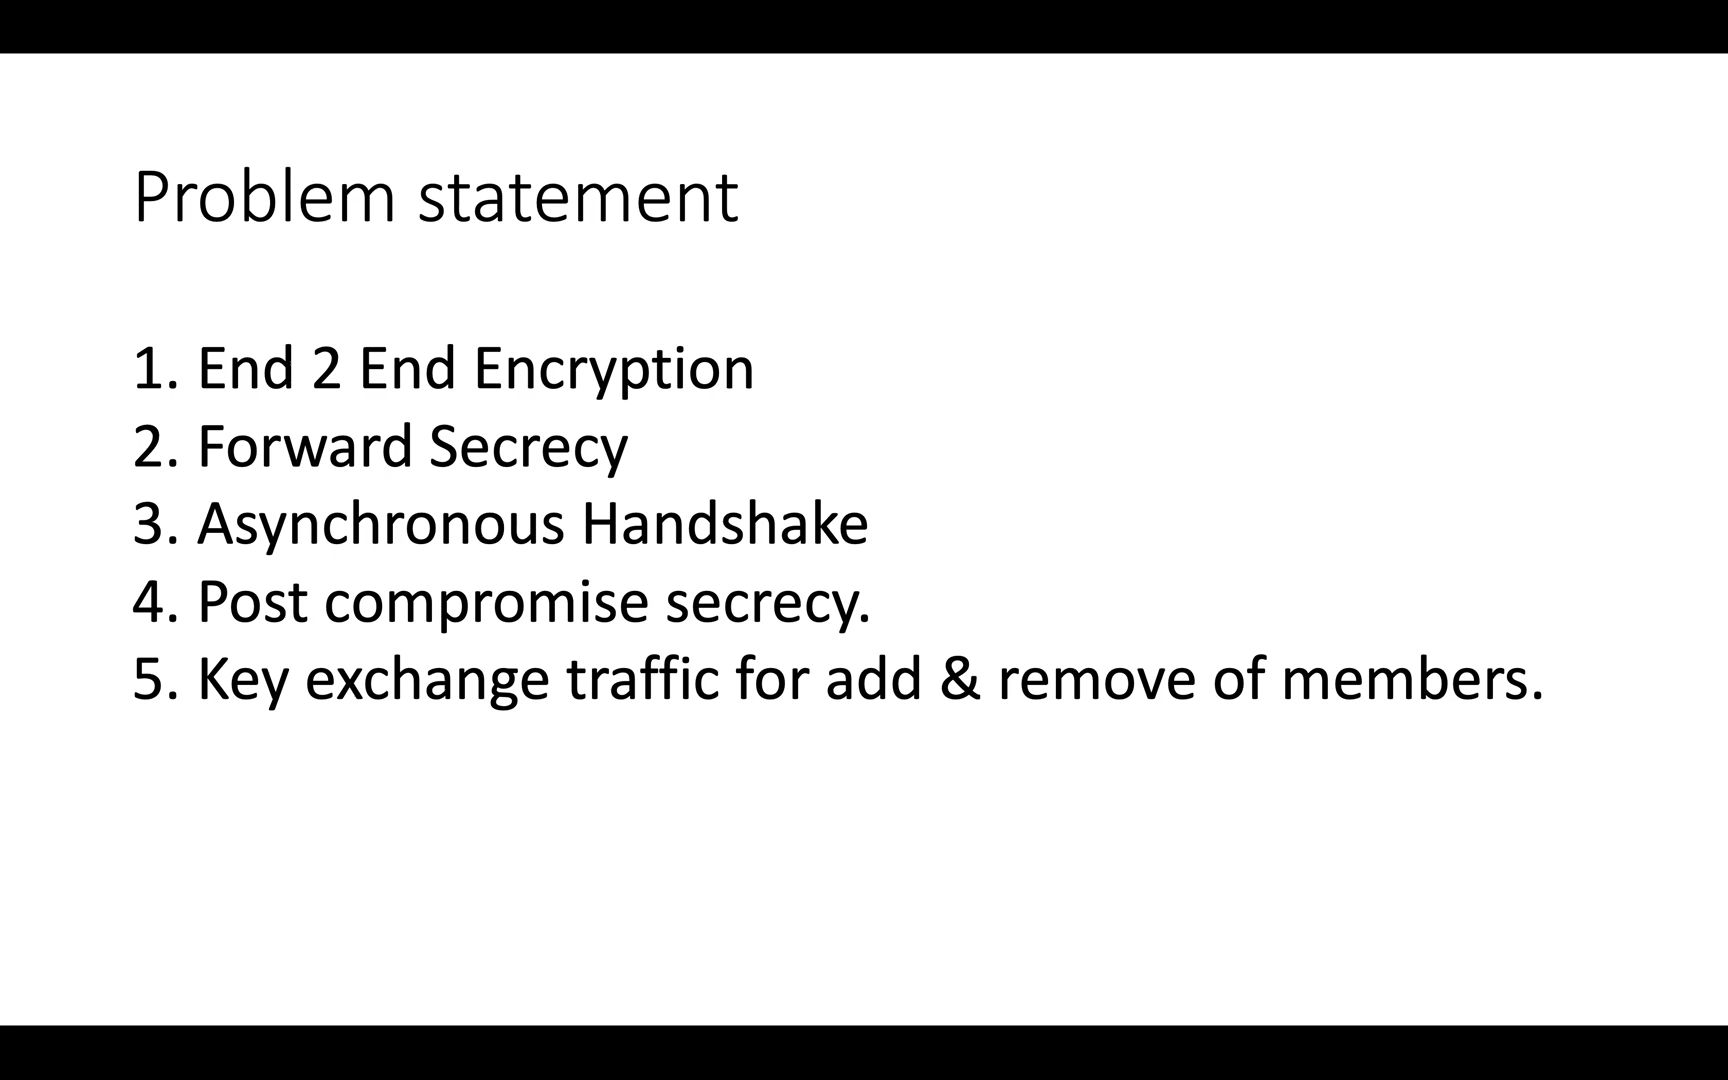 Problem statement
1. End 2 End Encryption
2. Forward Secrecy
3. Asynchronous Handshake
4. Post compromise secrecy.
5. Key exchange traffic for add & remove of members.